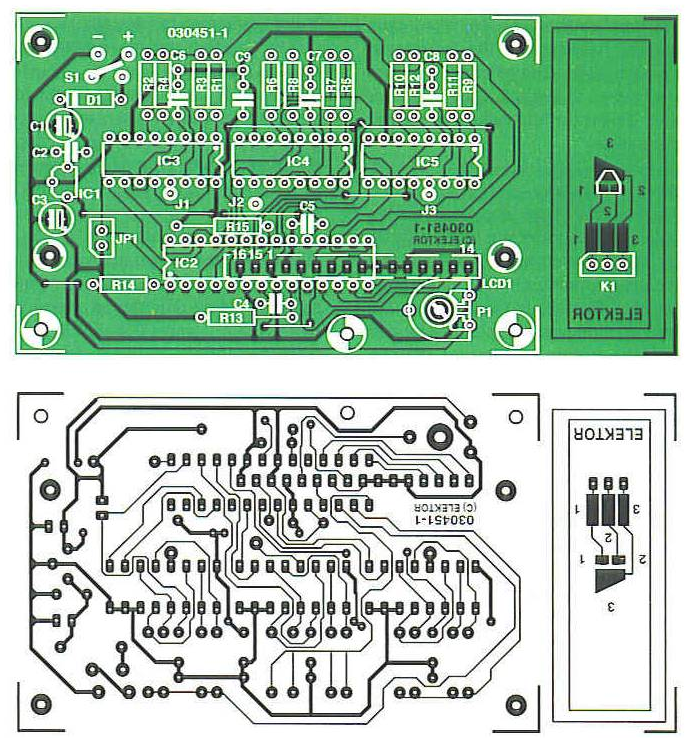 030451-1
− +
C6 C9 C7 C8
S1
R2 R4 R3 R1 R6 R8 R7 R5 R10 R12 R11 R9
D1
C1
C2
IC3 IC4 IC5
3
1 2
IC1
J1 J2 J3
C3
C5
2
R15
030451-1
(C) ELEKTOR
1 3
JP1
IC2
1615 1
14
K1
R14
LCD1
C4
P1
R13
ELEKTOR
ELEKTOR
(C) ELEKTOR
030451-1
1 3
2
1 2
3